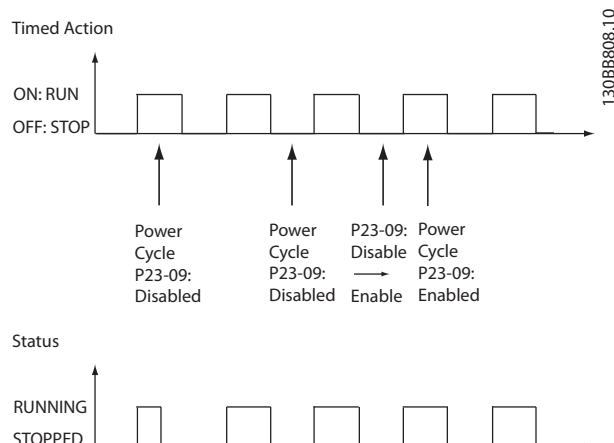 Timed Action
130BB808.10
ON: RUN
OFF: STOP
Power
Cycle
P23-09:
Disabled
Power
Cycle
P23-09:
Disabled
P23-09:
Disable
Enable
Power
Cycle
P23-09:
Enabled
Status
RUNNING
STOPPED